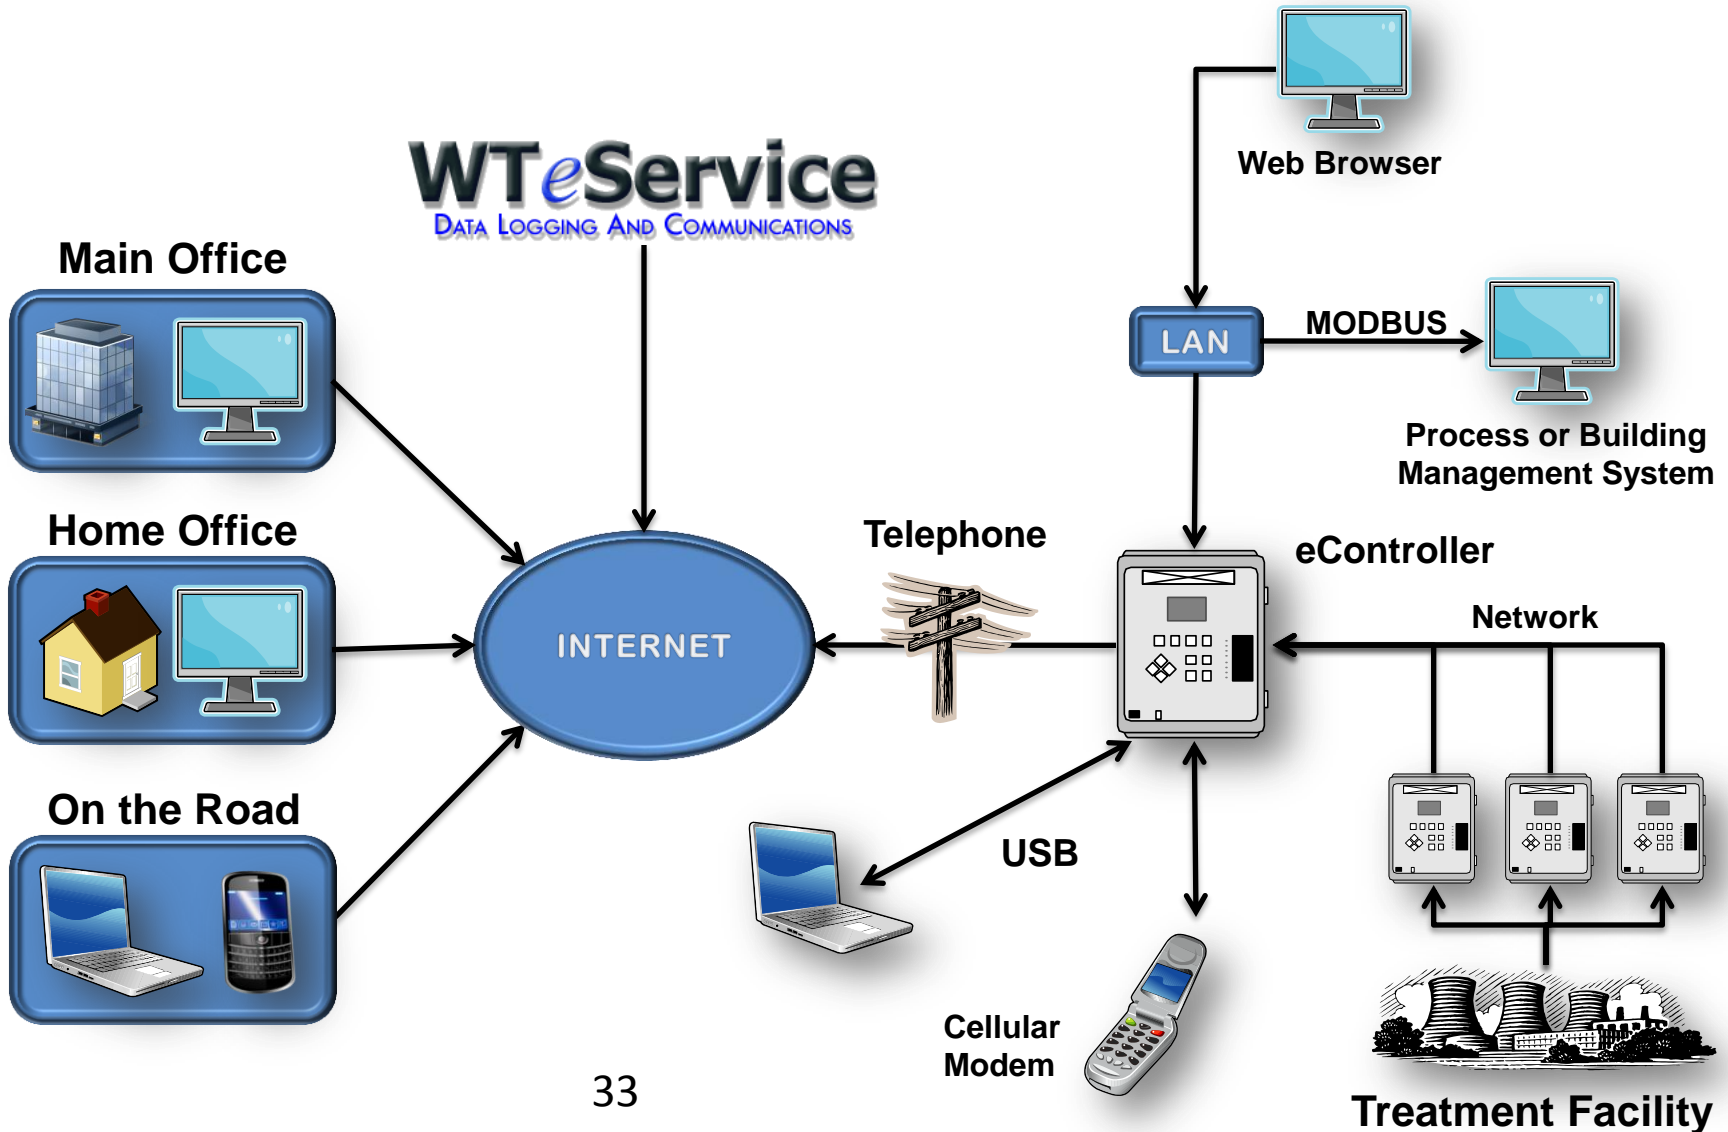 Web Browser
WTeService
DATA LOGGING AND COMMUNICATIONS
Main Office
LAN
MODBUS
Process or Building
Management System
Home Office
Telephone
eController
Network
INTERNET
On the Road
USB
Cellular
Modem
33
Treatment Facility